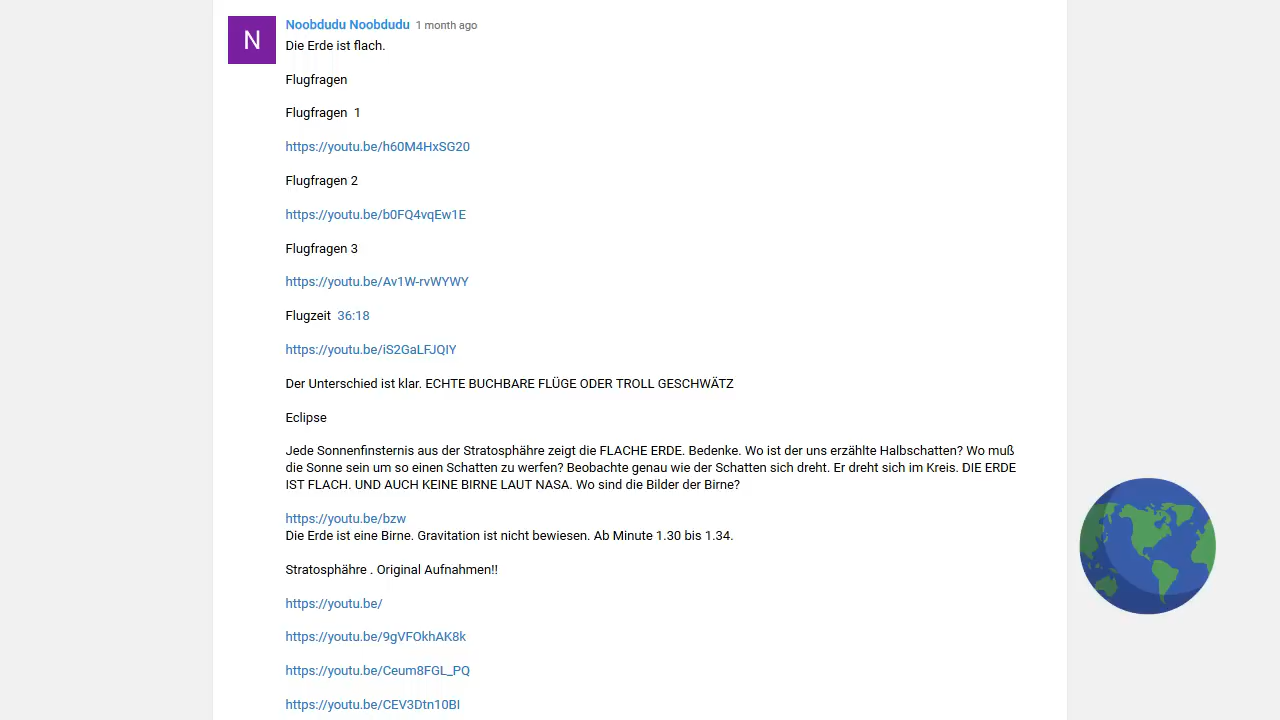 N
Noobdudu Noobdudu 1 month ago
Die Erde ist flach.
Flugfragen
Flugfragen 1
https://youtu.be/h60M4HxSG20
Flugfragen 2
https://youtu.be/b0FQ4vqEw1E
Flugfragen 3
https://youtu.be/Av1W-rvWYWY
Flugzeit 36:18
https://youtu.be/iS2GaLFJQIY
Der Unterschied ist klar. ECHTE BUCHBARE FLÜGE ODER TROLL GESCHWÄTZ
Eclipse
Jede Sonnenfinsternis aus der Stratosphähre zeigt die FLACHE ERDE. Bedenke. Wo ist der uns erzählte Halbschatten? Wo muß
die Sonne sein um so einen Schatten zu werfen? Beobachte genau wie der Schatten sich dreht. Er dreht sich im Kreis. DIE ERDE
IST FLACH. UND AUCH KEINE BIRNE LAUT NASA. Wo sind die Bilder der Birne?
https://youtu.be/bzw
Die Erde ist eine Birne. Gravitation ist nicht bewiesen. Ab Minute 1.30 bis 1.34.
Stratosphähre . Original Aufnahmen!!
https://youtu.be/
https://youtu.be/9gVFOkhAK8k
https://youtu.be/Ceum8FGL_PQ
https://youtu.be/CEV3Dtn10BI